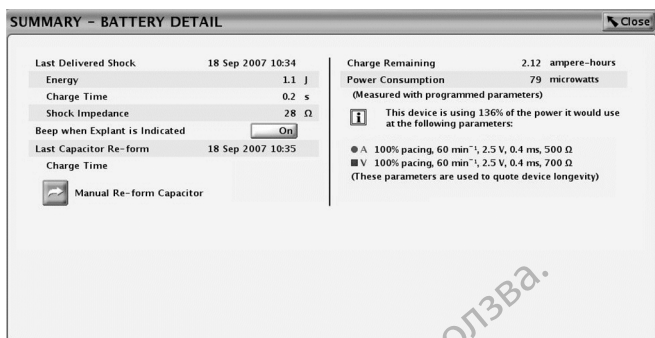 SUMMARY – BATTERY DETAIL
Close
Last Delivered Shock 18 Sep 2007 10:34
Energy 1.1 J
Charge Time 0.2 s
Shock Impedance 28 Ω
Beep when Explant is Indicated On
Last Capacitor Re-form 18 Sep 2007 10:35
Charge Time
Manual Re-form Capacitor
Charge Remaining 2.12 ampere-hours
Power Consumption 79 microwatts
(Measured with programmed parameters)
i This device is using 136% of the power it would use
at the following parameters:
A 100% pacing, 60 min⁻¹, 2.5 V, 0.4 ms, 500 Ω
V 100% pacing, 60 min⁻¹, 2.5 V, 0.4 ms, 700 Ω
(These parameters are used to quote device longevity)